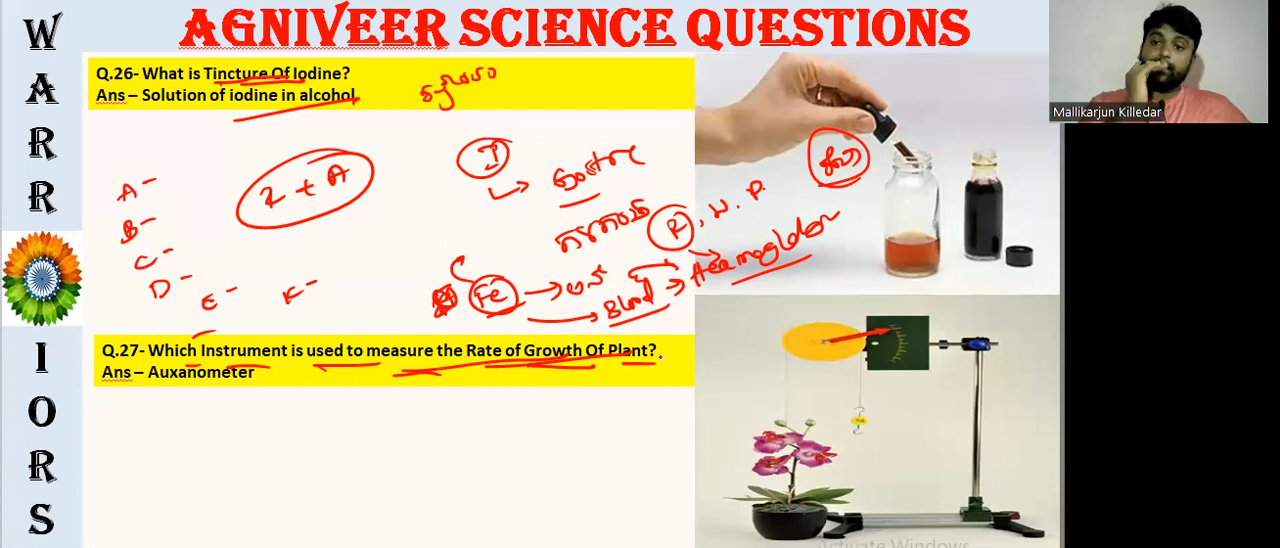 AGNIVEER SCIENCE QUESTIONS
WARRIORS
Mallikarjun Killedar
Q.26- What is Tincture Of Iodine?
Ans – Solution of iodine in alcohol
I + A
I
A –
B –
C –
D –
E –
K –
R, W. P.
Fe
Blood → Haemoglobin
Q.27- Which Instrument is used to measure the Rate of Growth Of Plant?
Ans – Auxanometer
Activate Windows